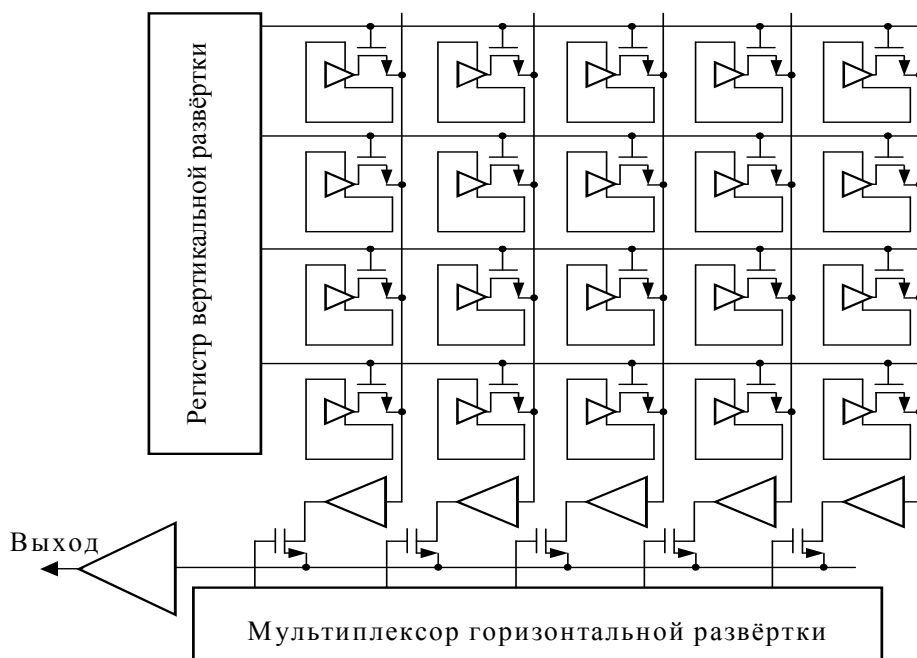 Регистр вертикальной развёртки
Выход
Мультиплексор горизонтальной развёртки